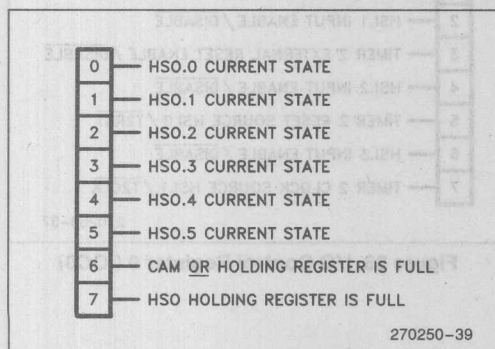 0 HSO.0 CURRENT STATE
1 HSO.1 CURRENT STATE
2 HSO.2 CURRENT STATE
3 HSO.3 CURRENT STATE
4 HSO.4 CURRENT STATE
5 HSO.5 CURRENT STATE
6 CAM OR HOLDING REGISTER IS FULL
7 HSO HOLDING REGISTER IS FULL
270250-39